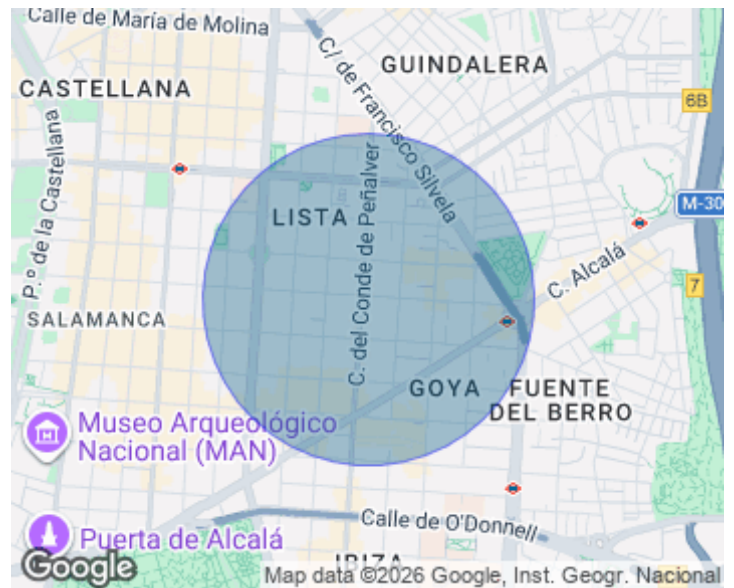 Calle de María de Molina
C/ de Francisco Silvela
GUINDALERA
CASTELLANA
6B
P.º de la Castellana
C. del Conde de Peñalver
LISTA
M-30
C. Alcalá
7
SALAMANCA
GOYA
FUENTE
DEL BERRO
Museo Arqueológico
Nacional (MAN)
Calle de O'Donnell
Puerta de Alcalá
IBIZA
Google
Map data ©2026 Google, Inst. Geogr. Nacional